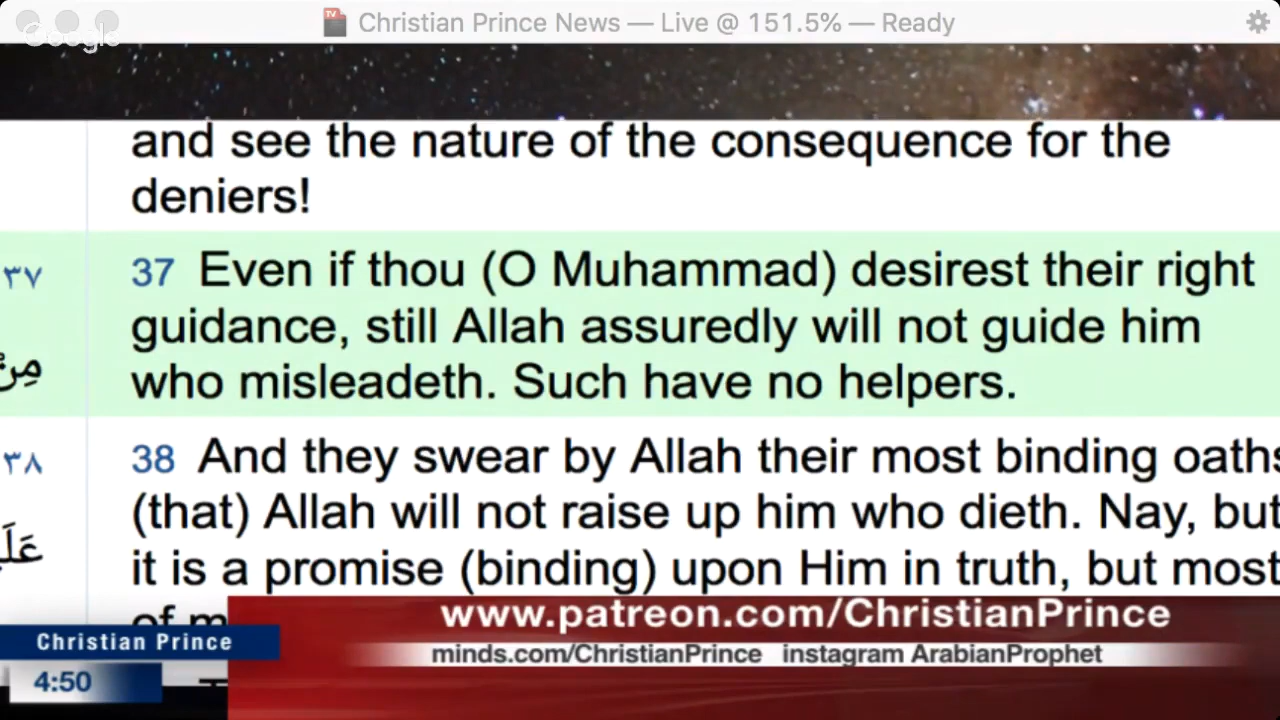 Google
Christian Prince News — Live @ 151.5% — Ready
and see the nature of the consequence for the
deniers!
٣٧
37 Even if thou (O Muhammad) desirest their right
guidance, still Allah assuredly will not guide him
who misleadeth. Such have no helpers.
٣٨
38 And they swear by Allah their most binding oaths
(that) Allah will not raise up him who dieth. Nay, but
it is a promise (binding) upon Him in truth, but most
of m
www.patreon.com/ChristianPrince
Christian Prince
minds.com/ChristianPrince instagram ArabianProphet
4:50